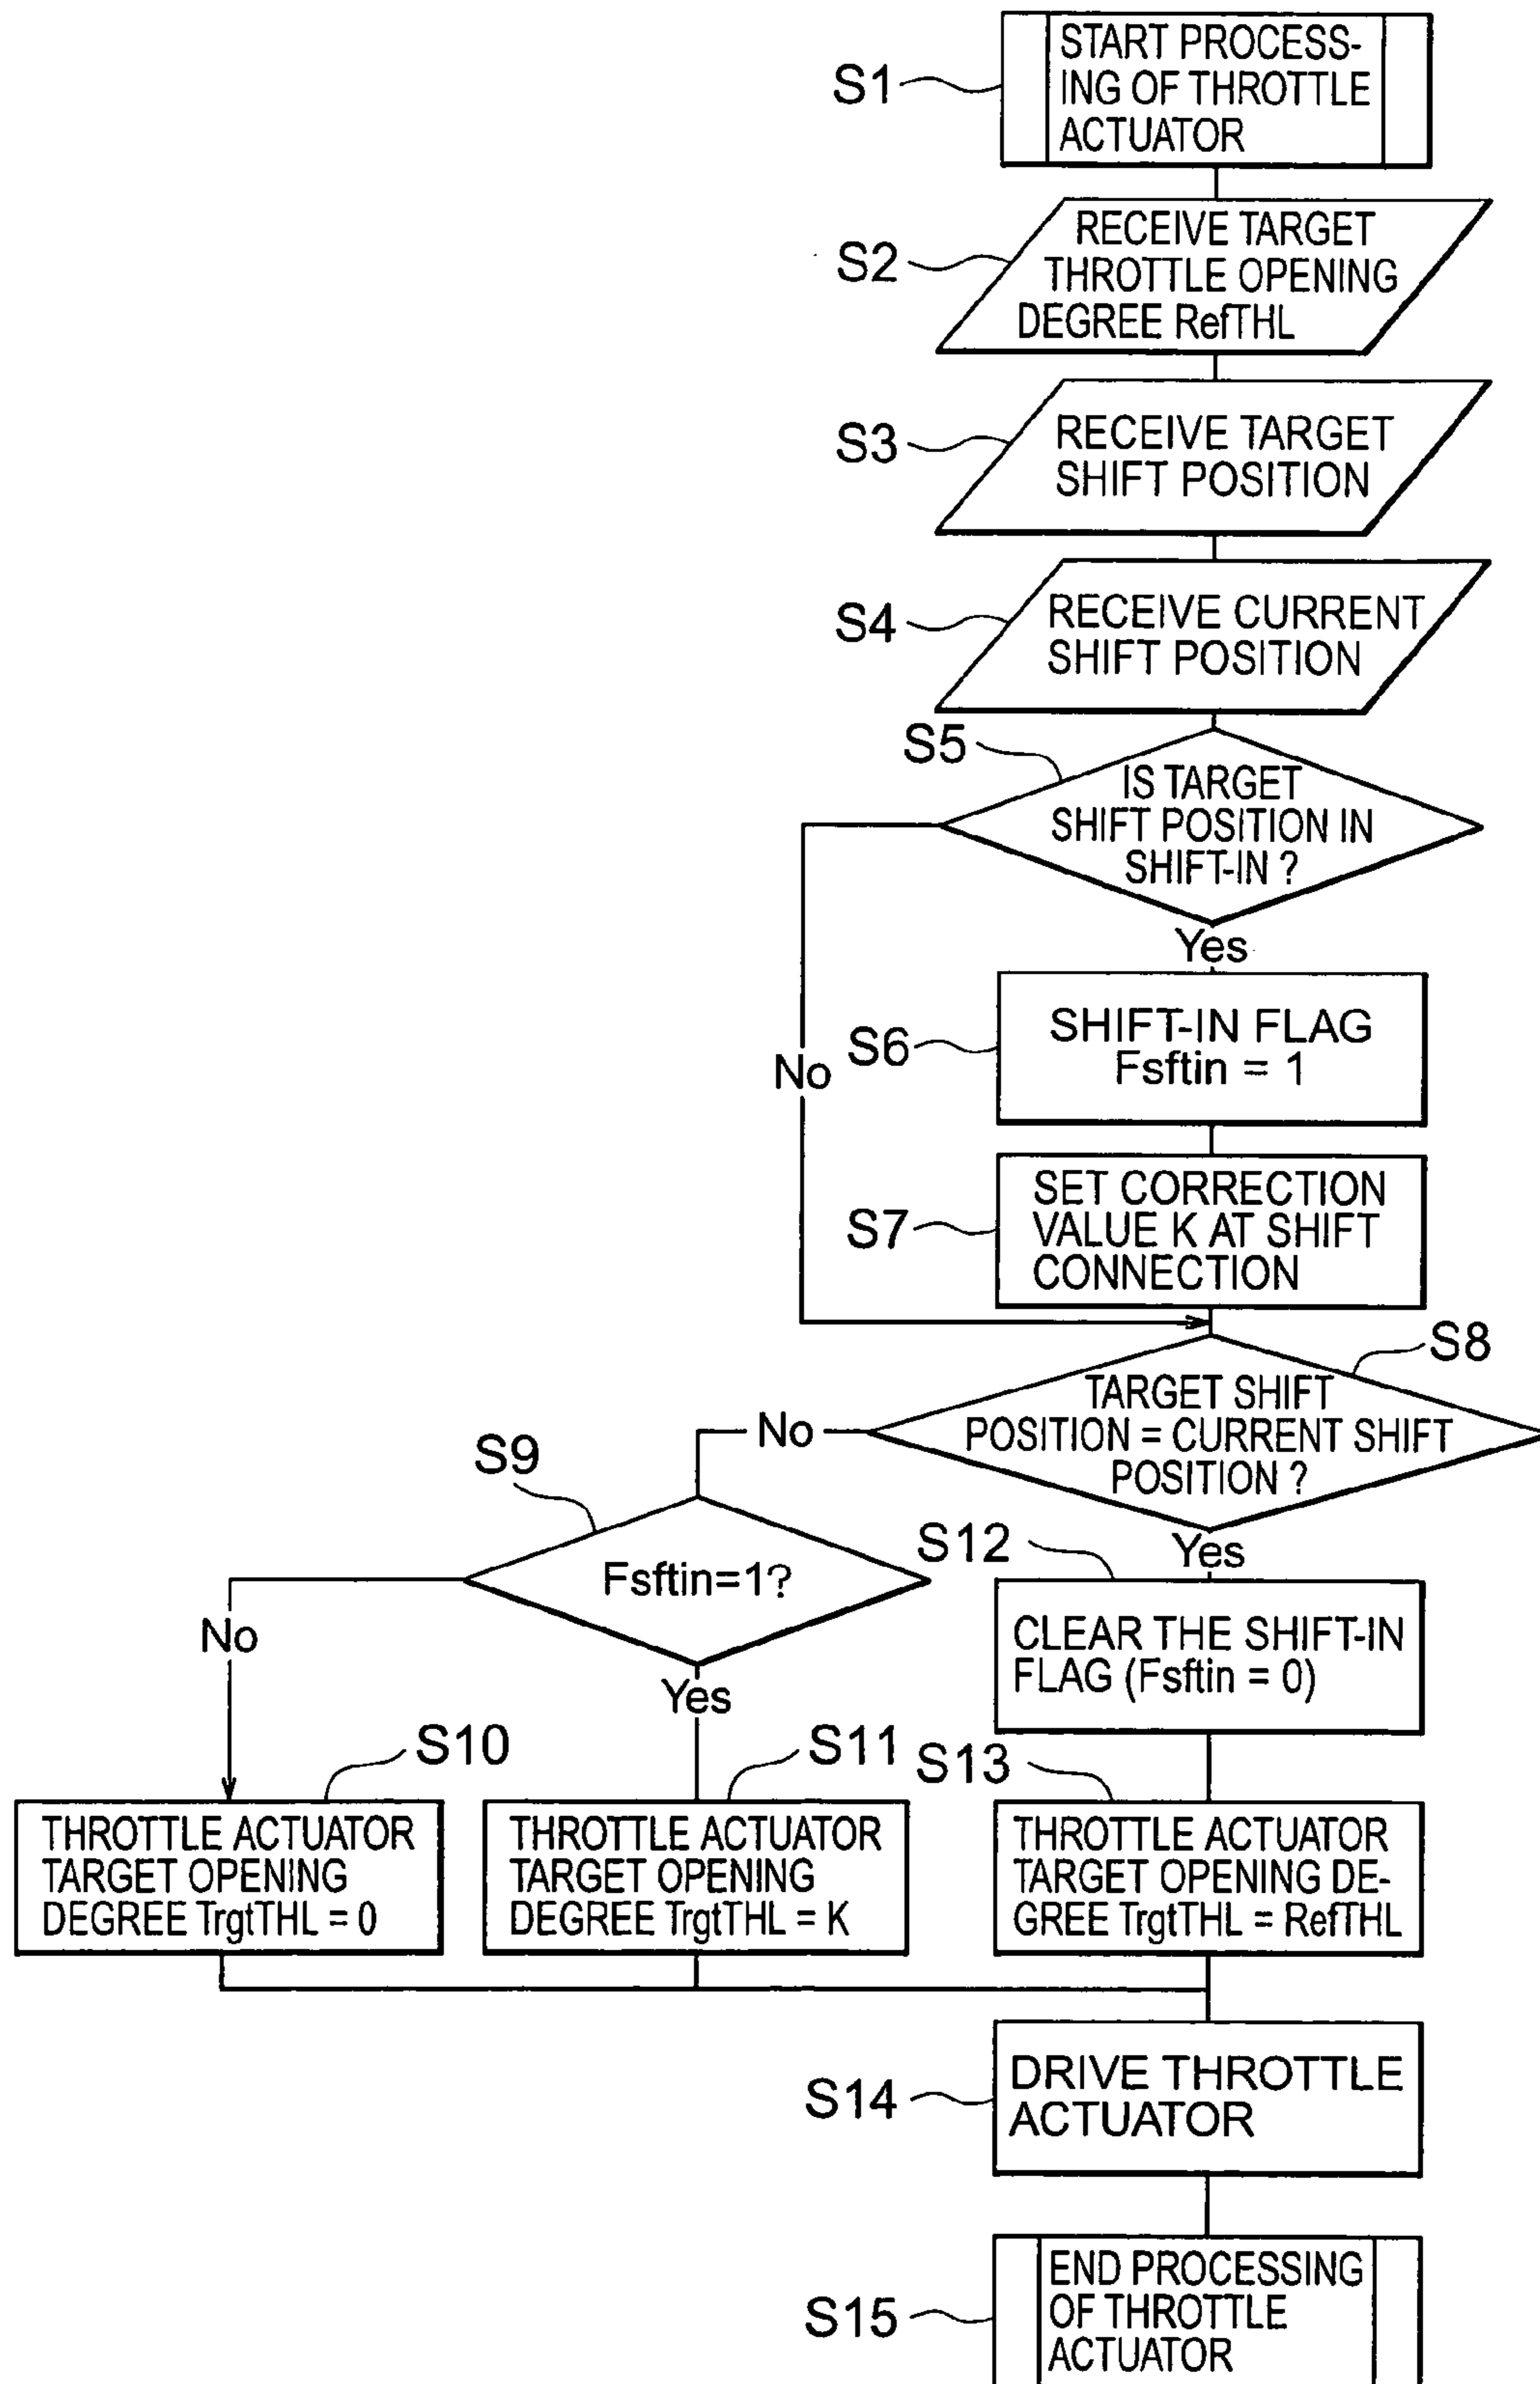 S1
START PROCESS-
ING OF THROTTLE
ACTUATOR
S2
RECEIVE TARGET
THROTTLE OPENING
DEGREE RefTHL
S3
RECEIVE TARGET
SHIFT POSITION
S4
RECEIVE CURRENT
SHIFT POSITION
S5
IS TARGET
SHIFT POSITION IN
SHIFT-IN ?
Yes
No
S6
SHIFT-IN FLAG
Fsftin = 1
S7
SET CORRECTION
VALUE K AT SHIFT
CONNECTION
S8
TARGET SHIFT
POSITION = CURRENT SHIFT
POSITION ?
No
Yes
S9
Fsftin=1?
No
Yes
S12
CLEAR THE SHIFT-IN
FLAG (Fsftin = 0)
S10
THROTTLE ACTUATOR
TARGET OPENING
DEGREE TrgtTHL = 0
S11
THROTTLE ACTUATOR
TARGET OPENING
DEGREE TrgtTHL = K
S13
THROTTLE ACTUATOR
TARGET OPENING DE-
GREE TrgtTHL = RefTHL
S14
DRIVE THROTTLE
ACTUATOR
S15
END PROCESSING
OF THROTTLE
ACTUATOR